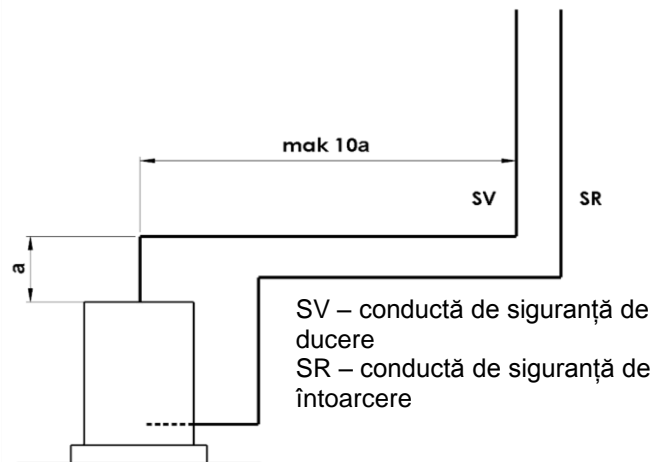 mak 10a
SV
SR
a
SV – conductă de siguranță de
ducere
SR – conductă de siguranță de
întoarcere